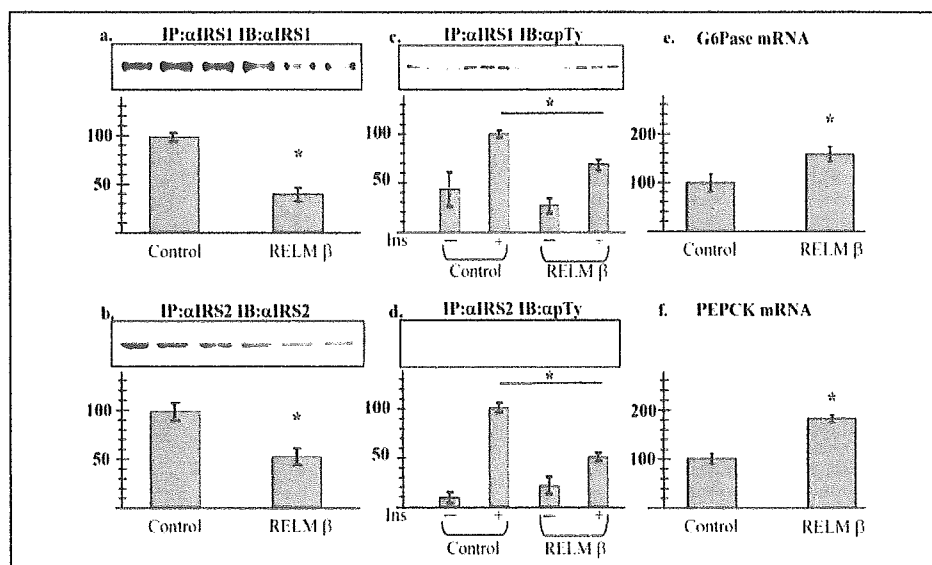 a. IP:αIRS1 IB:αIRS1
100
50
*
Control RELM β
c. IP:αIRS1 IB:αpTy
100
50
*
Ins − + − +
Control RELM β
e. G6Pase mRNA
200
100
*
Control RELM β
b. IP:αIRS2 IB:αIRS2
100
50
*
Control RELM β
d. IP:αIRS2 IB:αpTy
100
50
*
Ins − + − +
Control RELM β
f. PEPCK mRNA
200
100
*
Control RELM β